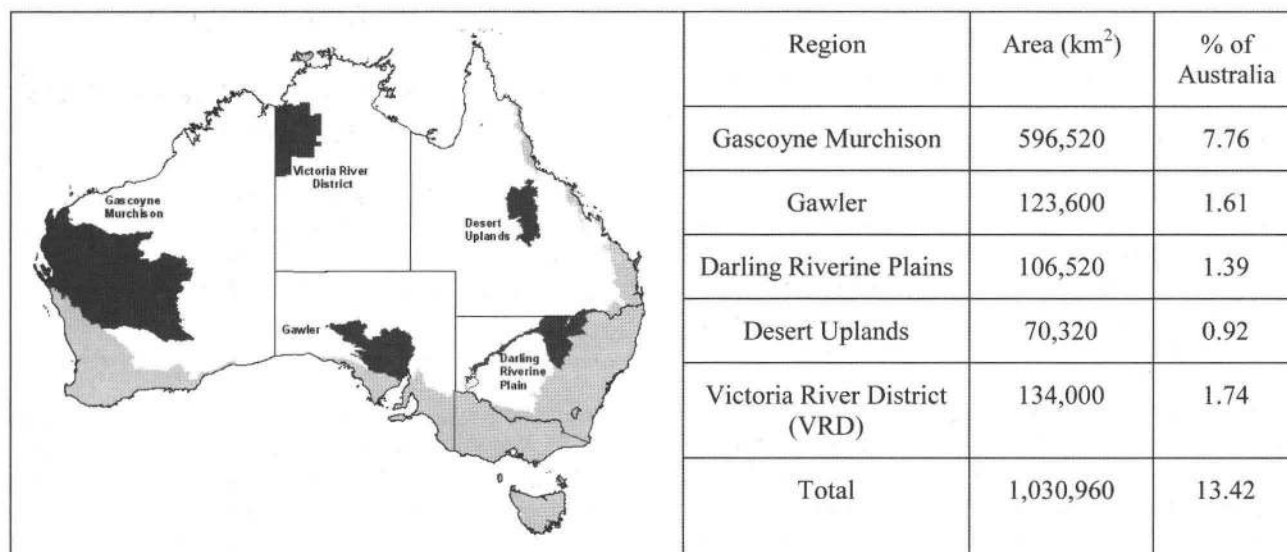 Victoria River
District
Gascoyne
Murchison
Desert
Uplands
Gawler
Darling
Riverine
Plain
Region Area (km²) % of
Australia
Gascoyne Murchison 596,520 7.76
Gawler 123,600 1.61
Darling Riverine Plains 106,520 1.39
Desert Uplands 70,320 0.92
Victoria River District
(VRD) 134,000 1.74
Total 1,030,960 13.42